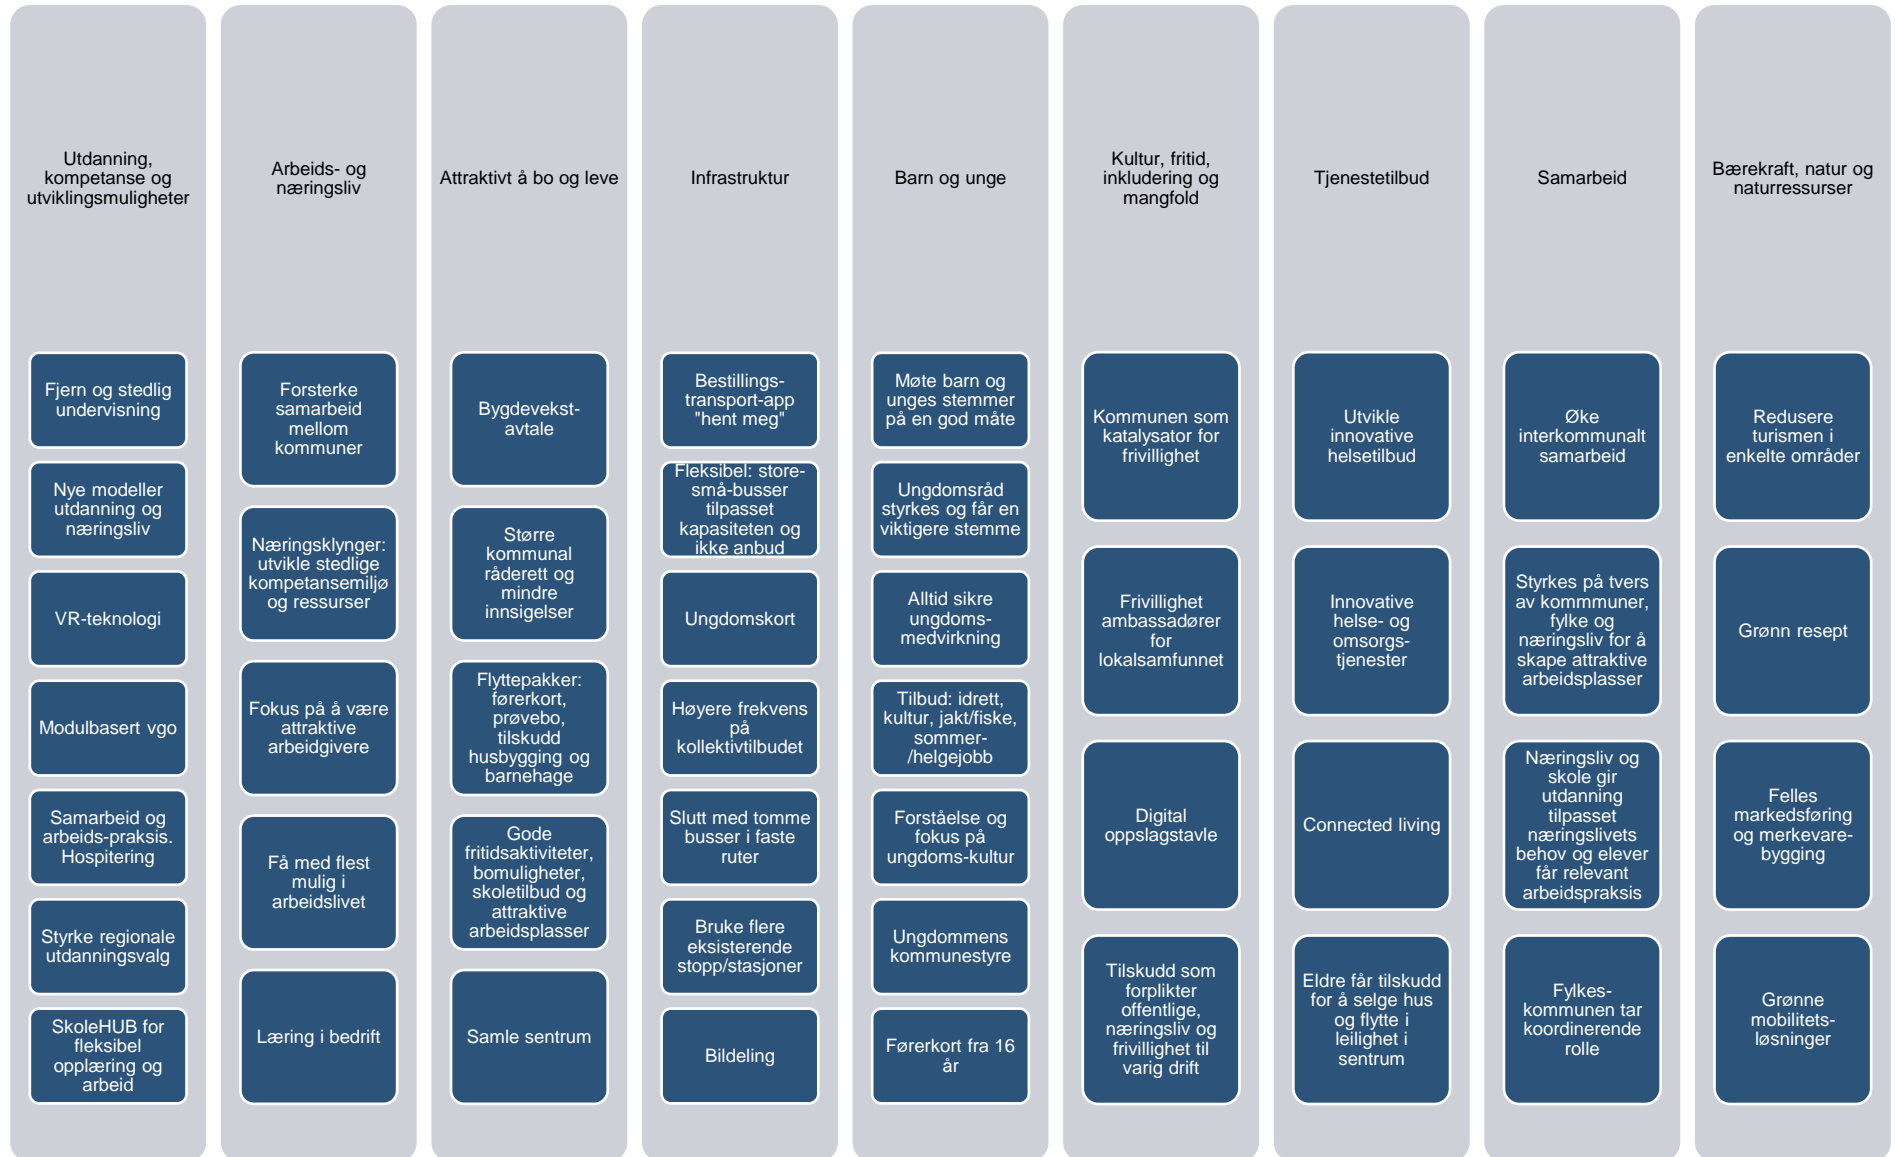 Utdanning,
kompetanse og
utviklingsmuligheter
Fjern og stedlig
undervisning
Nye modeller
utdanning og
næringsliv
VR-teknologi
Modulbasert vgo
Samarbeid og
arbeids-praksis.
Hospitering
Styrke regionale
utdanningsvalg
SkoleHUB for
fleksibel
opplæring og
arbeid
Arbeids- og
næringsliv
Forsterke
samarbeid
mellom
kommuner
Næringsklynger:
utvikle stedlige
kompetansemiljø
og ressurser
Fokus på å være
attraktive
arbeidgivere
Få med flest
mulig i
arbeidslivet
Læring i bedrift
Attraktivt å bo og leve
Bygdevekst-
avtale
Større
kommunal
råderett og
mindre
innsigelser
Flyttepakker:
førerkort,
prøvebo,
tilskudd
husbygging og
barnehage
Gode
fritidsaktiviteter,
bomuligheter,
skoletilbud og
attraktive
arbeidsplasser
Samle sentrum
Infrastruktur
Bestillings-
transport-app
"hent meg"
Fleksibel: store-
små-busser
tilpasset
kapasiteten og
ikke anbud
Ungdomskort
Høyere frekvens
på
kollektivtilbudet
Slutt med tomme
busser i faste
ruter
Bruke flere
eksisterende
stopp/stasjoner
Bildeling
Barn og unge
Møte barn og
unges stemmer
på en god måte
Ungdomsråd
styrkes og får en
viktigere stemme
Alltid sikre
ungdoms-
medvirkning
Tilbud: idrett,
kultur, jakt/fiske,
sommer-
/helgejobb
Forståelse og
fokus på
ungdoms-kultur
Ungdommens
kommunestyre
Førerkort fra 16
år
Kultur, fritid,
inkludering og
mangfold
Kommunen som
katalysator for
frivillighet
Frivillighet
ambassadører
for
lokalsamfunnet
Digital
oppslagstavle
Tilskudd som
forplikter
offentlige,
næringsliv og
frivillighet til
varig drift
Tjenestetilbud
Utvikle
innovative
helsetilbud
Innovative
helse- og
omsorgs-
tjenester
Connected living
Eldre får tilskudd
for å selge hus
og flytte i
leilighet i
sentrum
Samarbeid
Øke
interkommunalt
samarbeid
Styrkes på tvers
av kommmuner,
fylke og
næringsliv for å
skape attraktive
arbeidsplasser
Næringsliv og
skole gir
utdanning
tilpasset
næringslivets
behov og elever
får relevant
arbeidspraksis
Fylkes-
kommunen tar
koordinerende
rolle
Bærekraft, natur og
naturressurser
Redusere
turismen i
enkelte områder
Grønn resept
Felles
markedsføring
og merkevare-
bygging
Grønne
mobilitets-
løsninger